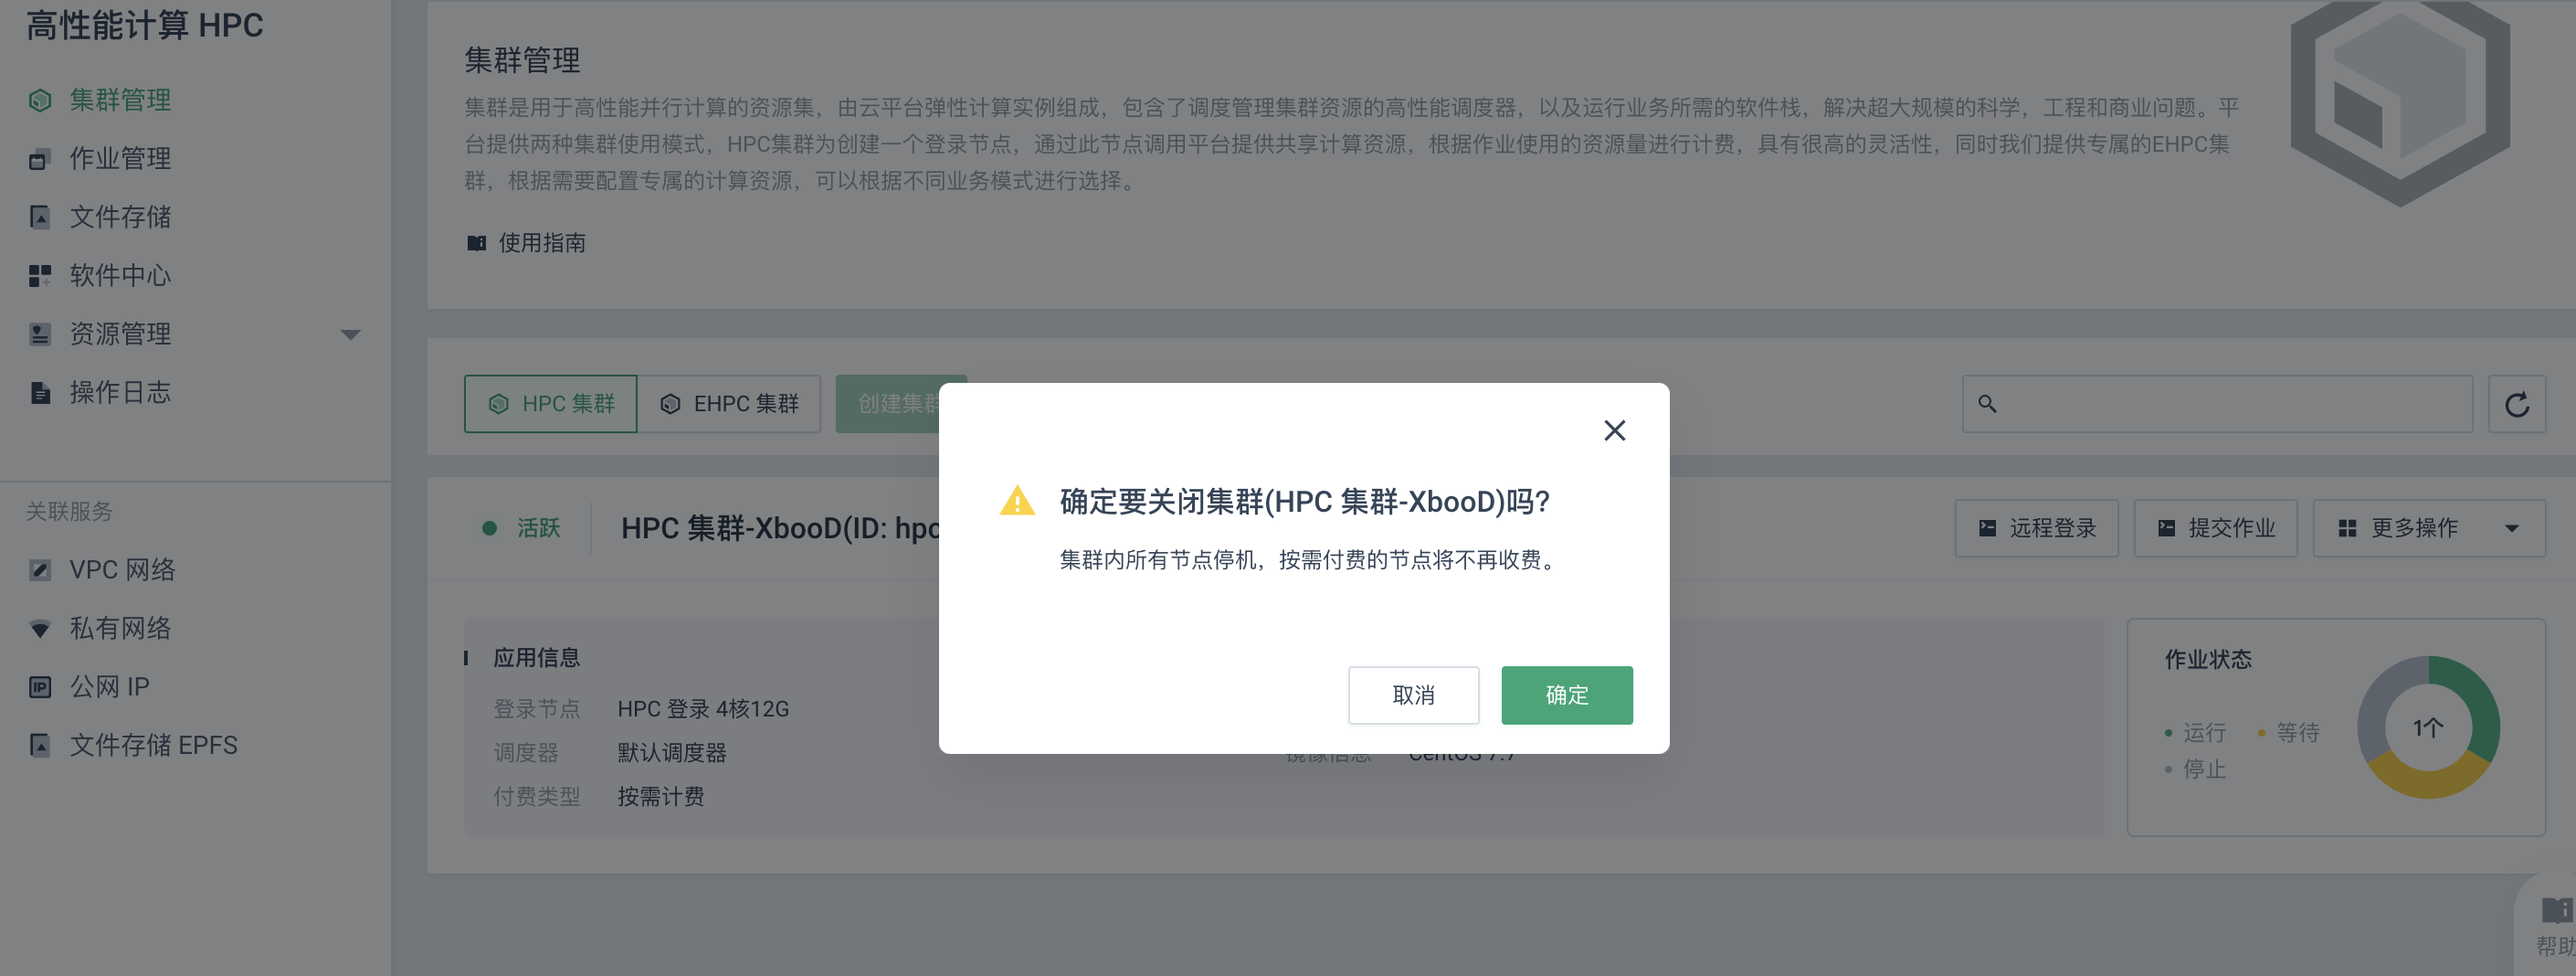 高性能计算 HPC
集群管理
作业管理
文件存储
软件中心
资源管理
操作日志
关联服务
VPC 网络
私有网络
公网 IP
文件存储 EPFS
集群管理
集群是用于高性能并行计算的资源集，由云平台弹性计算实例组成，包含了调度管理集群资源的高性能调度器，以及运行业务所需的软件栈，解决超大规模的科学，工程和商业问题。平
台提供两种集群使用模式，HPC集群为创建一个登录节点，通过此节点调用平台提供共享计算资源，根据作业使用的资源量进行计费，具有很高的灵活性，同时我们提供专属的EHPC集
群，根据需要配置专属的计算资源，可以根据不同业务模式进行选择。
使用指南
HPC 集群 EHPC 集群 创建集群
活跃 HPC 集群-XbooD(ID: hpc
远程登录 提交作业 更多操作
确定要关闭集群(HPC 集群-XbooD)吗?
集群内所有节点停机，按需付费的节点将不再收费。
取消 确定
应用信息
登录节点 HPC 登录 4核12G
调度器 默认调度器 镜像信息 CentOS 7.7
付费类型 按需计费
作业状态
运行 等待
停止
1个
IP
帮助